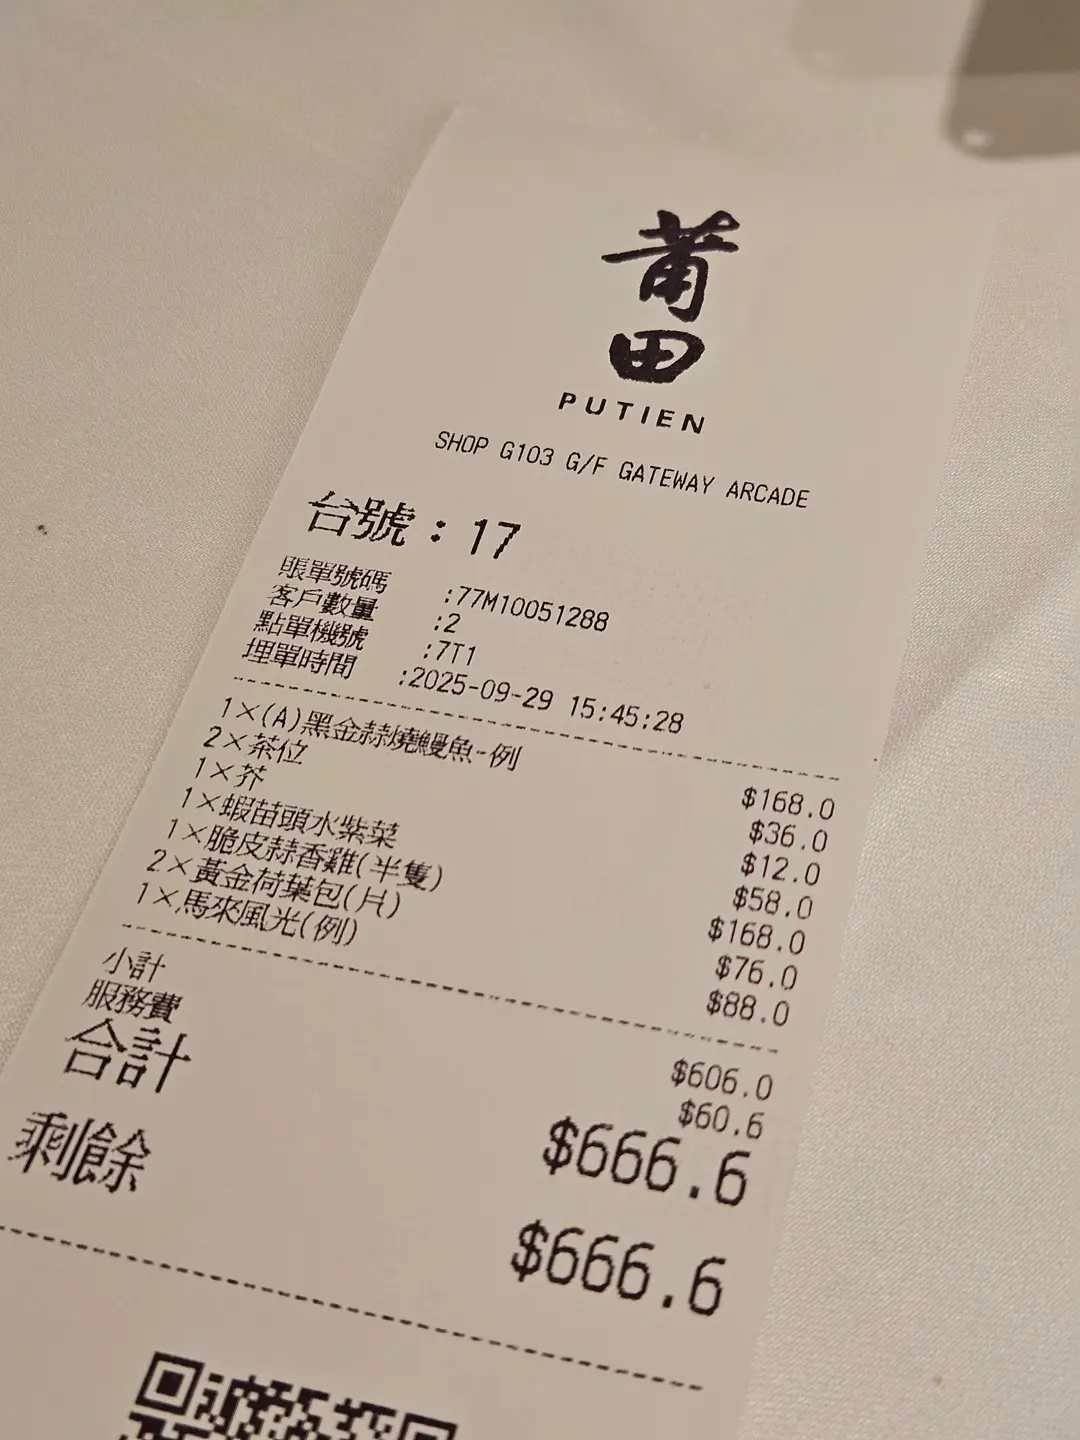 莆田
PUTIEN
SHOP G103 G/F GATEWAY ARCADE
台號：17
賬單號碼 :77M10051288
客戶數量 :2
點單機號 :7T1
埋單時間 :2025-09-29 15:45:28
1×(A)黑金蒜燒鰻魚-例 $168.0
2×茶位 $36.0
1×芥 $12.0
1×蝦苗頭水紫菜 $58.0
1×脆皮蒜香雞(半隻) $168.0
2×黃金荷葉包(片) $76.0
1×馬來風光(例) $88.0
小計 $606.0
服務費 $60.6
合計 $666.6
剩餘 $666.6